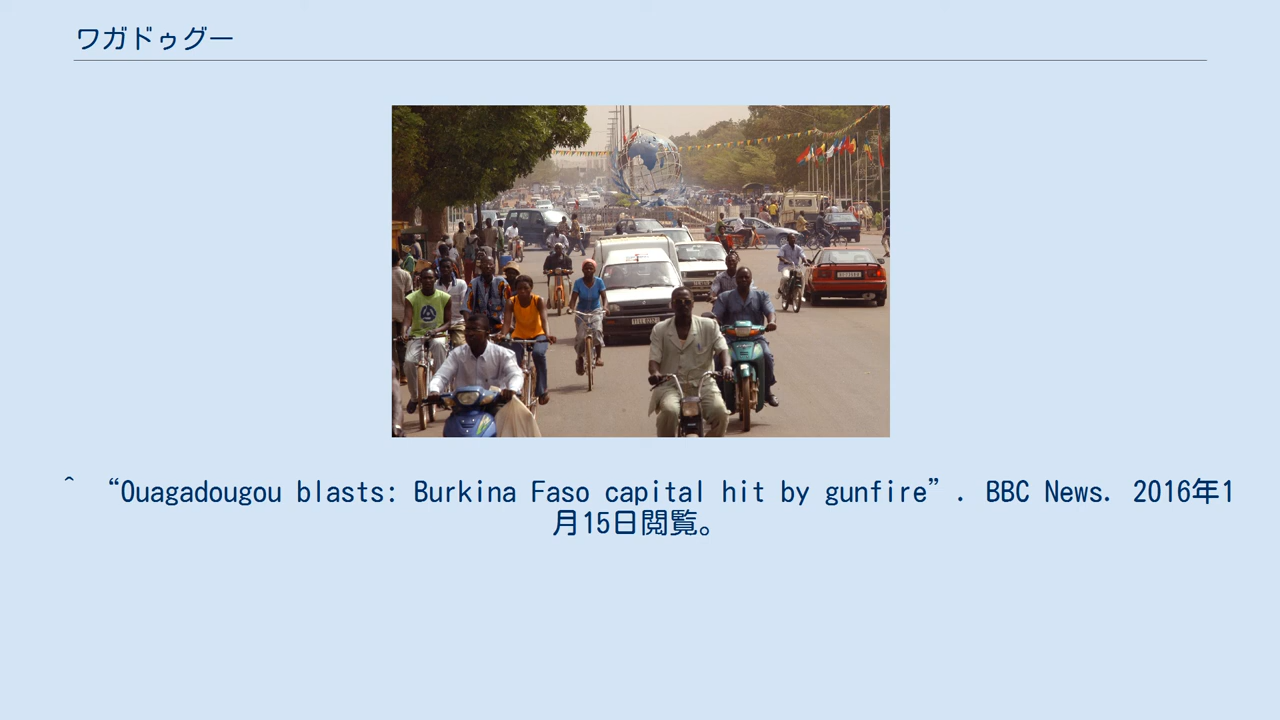 ワガドゥグー
^ “Ouagadougou blasts: Burkina Faso capital hit by gunfire”. BBC News. 2016年1
月15日閲覧。